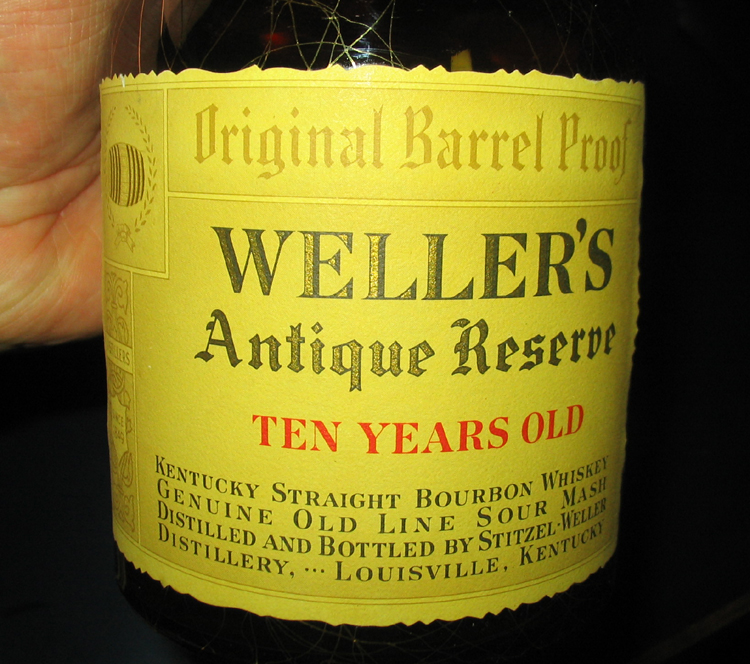 Original Barrel Proof
WELLER'S
Antique Reserve
TEN YEARS OLD
KENTUCKY STRAIGHT BOURBON WHISKEY
GENUINE OLD LINE SOUR MASH
DISTILLED AND BOTTLED BY STITZEL-WELLER
DISTILLERY, ... LOUISVILLE, KENTUCKY